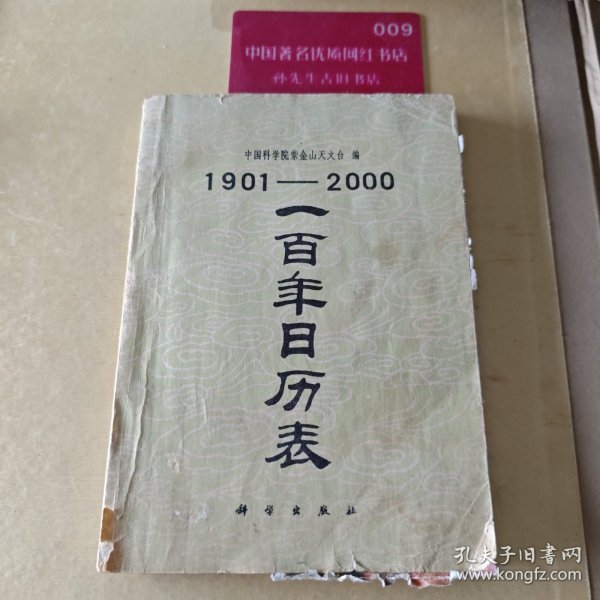 009
中国著名优质网红书店
孙先生古旧书店
中国科学院紫金山天文台 编
1901—2000
一百年日历表
科学出版社
孔夫子旧书网
www.kongfz.com